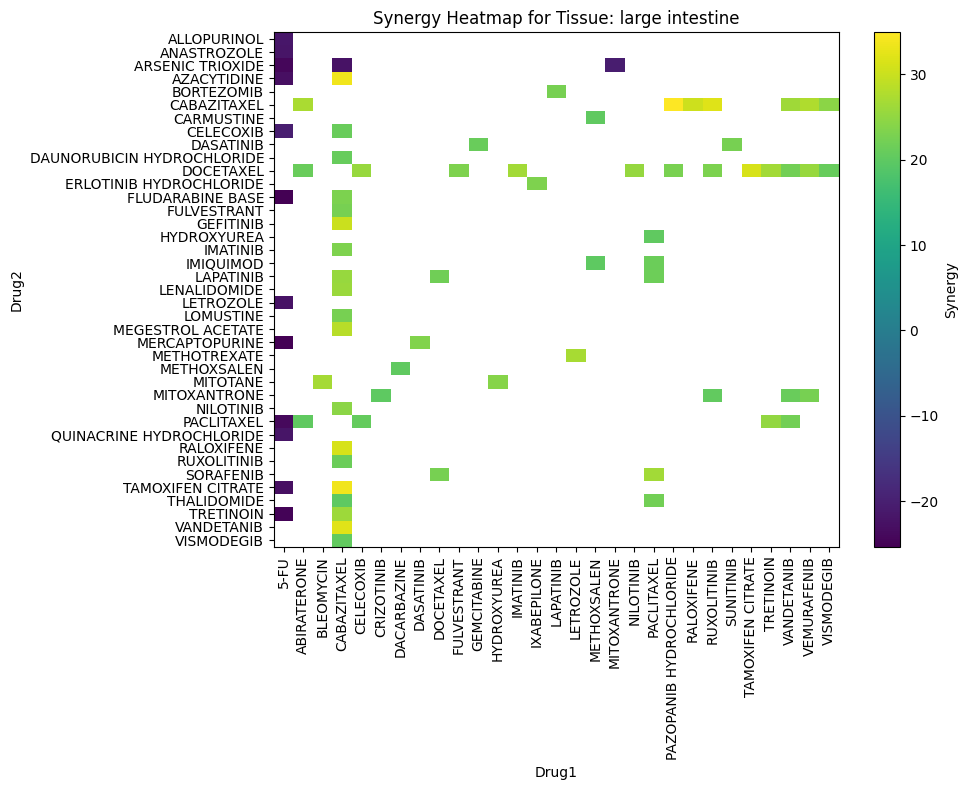 Synergy Heatmap for Tissue: large intestine
Drug2
ALLOPURINOL
ANASTROZOLE
ARSENIC TRIOXIDE
AZACYTIDINE
BORTEZOMIB
CABAZITAXEL
CARMUSTINE
CELECOXIB
DASATINIB
DAUNORUBICIN HYDROCHLORIDE
DOCETAXEL
ERLOTINIB HYDROCHLORIDE
FLUDARABINE BASE
FULVESTRANT
GEFITINIB
HYDROXYUREA
IMATINIB
IMIQUIMOD
LAPATINIB
LENALIDOMIDE
LETROZOLE
LOMUSTINE
MEGESTROL ACETATE
MERCAPTOPURINE
METHOTREXATE
METHOXSALEN
MITOTANE
MITOXANTRONE
NILOTINIB
PACLITAXEL
QUINACRINE HYDROCHLORIDE
RALOXIFENE
RUXOLITINIB
SORAFENIB
TAMOXIFEN CITRATE
THALIDOMIDE
TRETINOIN
VANDETANIB
VISMODEGIB
5-FU
ABIRATERONE
BLEOMYCIN
CABAZITAXEL
CELECOXIB
CRIZOTINIB
DACARBAZINE
DASATINIB
DOCETAXEL
FULVESTRANT
GEMCITABINE
HYDROXYUREA
IMATINIB
IXABEPILONE
LAPATINIB
LETROZOLE
METHOXSALEN
MITOXANTRONE
NILOTINIB
PACLITAXEL
PAZOPANIB HYDROCHLORIDE
RALOXIFENE
RUXOLITINIB
SUNITINIB
TAMOXIFEN CITRATE
TRETINOIN
VANDETANIB
VEMURAFENIB
VISMODEGIB
Drug1
30
20
10
0
−10
−20
Synergy